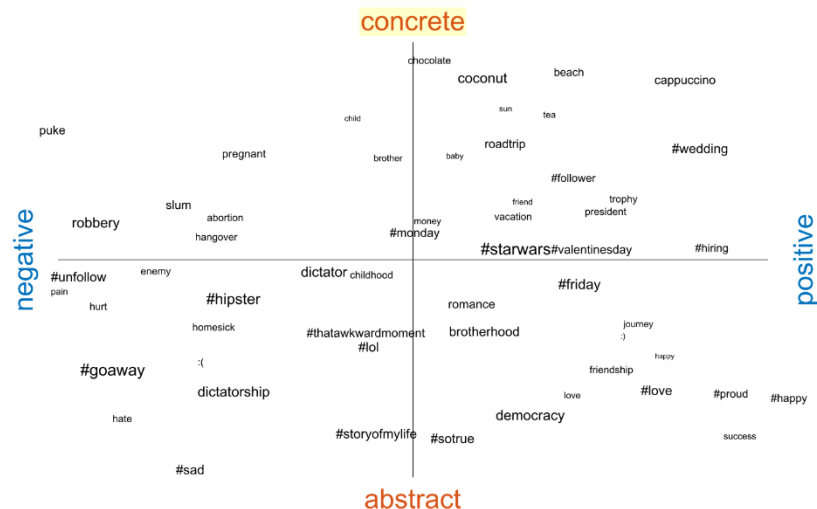 concrete
chocolate
coconut
beach
cappuccino
sun
tea
child
puke
roadtrip
#wedding
pregnant
brother
baby
#follower
slum
friend
trophy
robbery
abortion
money
vacation
president
hangover
#monday
negative
#starwars
#valentinesday
#hiring
positive
#unfollow
enemy
dictator
childhood
#friday
pain
hurt
#hipster
romance
homesick
#thatawkwardmoment
brotherhood
journey
:)
#lol
:(
#goaway
happy
friendship
dictatorship
love
#love
#proud
#happy
hate
democracy
#storyofmylife
#sotrue
success
#sad
abstract